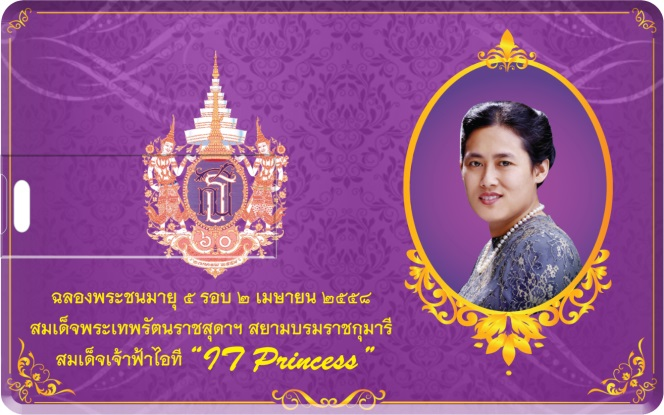 ๖๐
ฉลองพระชนมายุ ๕ รอบ ๒ เมษายน ๒๕๕๘
สมเด็จพระเทพรัตนราชสุดาฯ สยามบรมราชกุมารี
สมเด็จเจ้าฟ้าไอที “IT Princess”